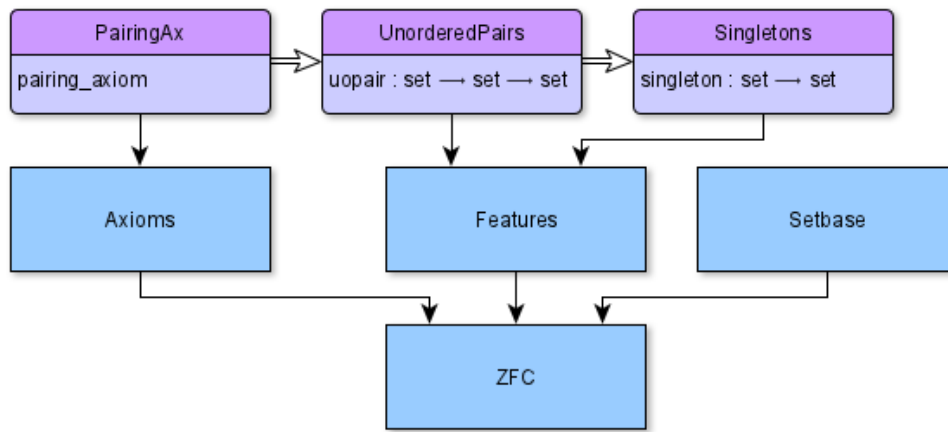 PairingAx
pairing_axiom
UnorderedPairs
uopair : set ⟶ set ⟶ set
Singletons
singleton : set ⟶ set
Axioms
Features
Setbase
ZFC